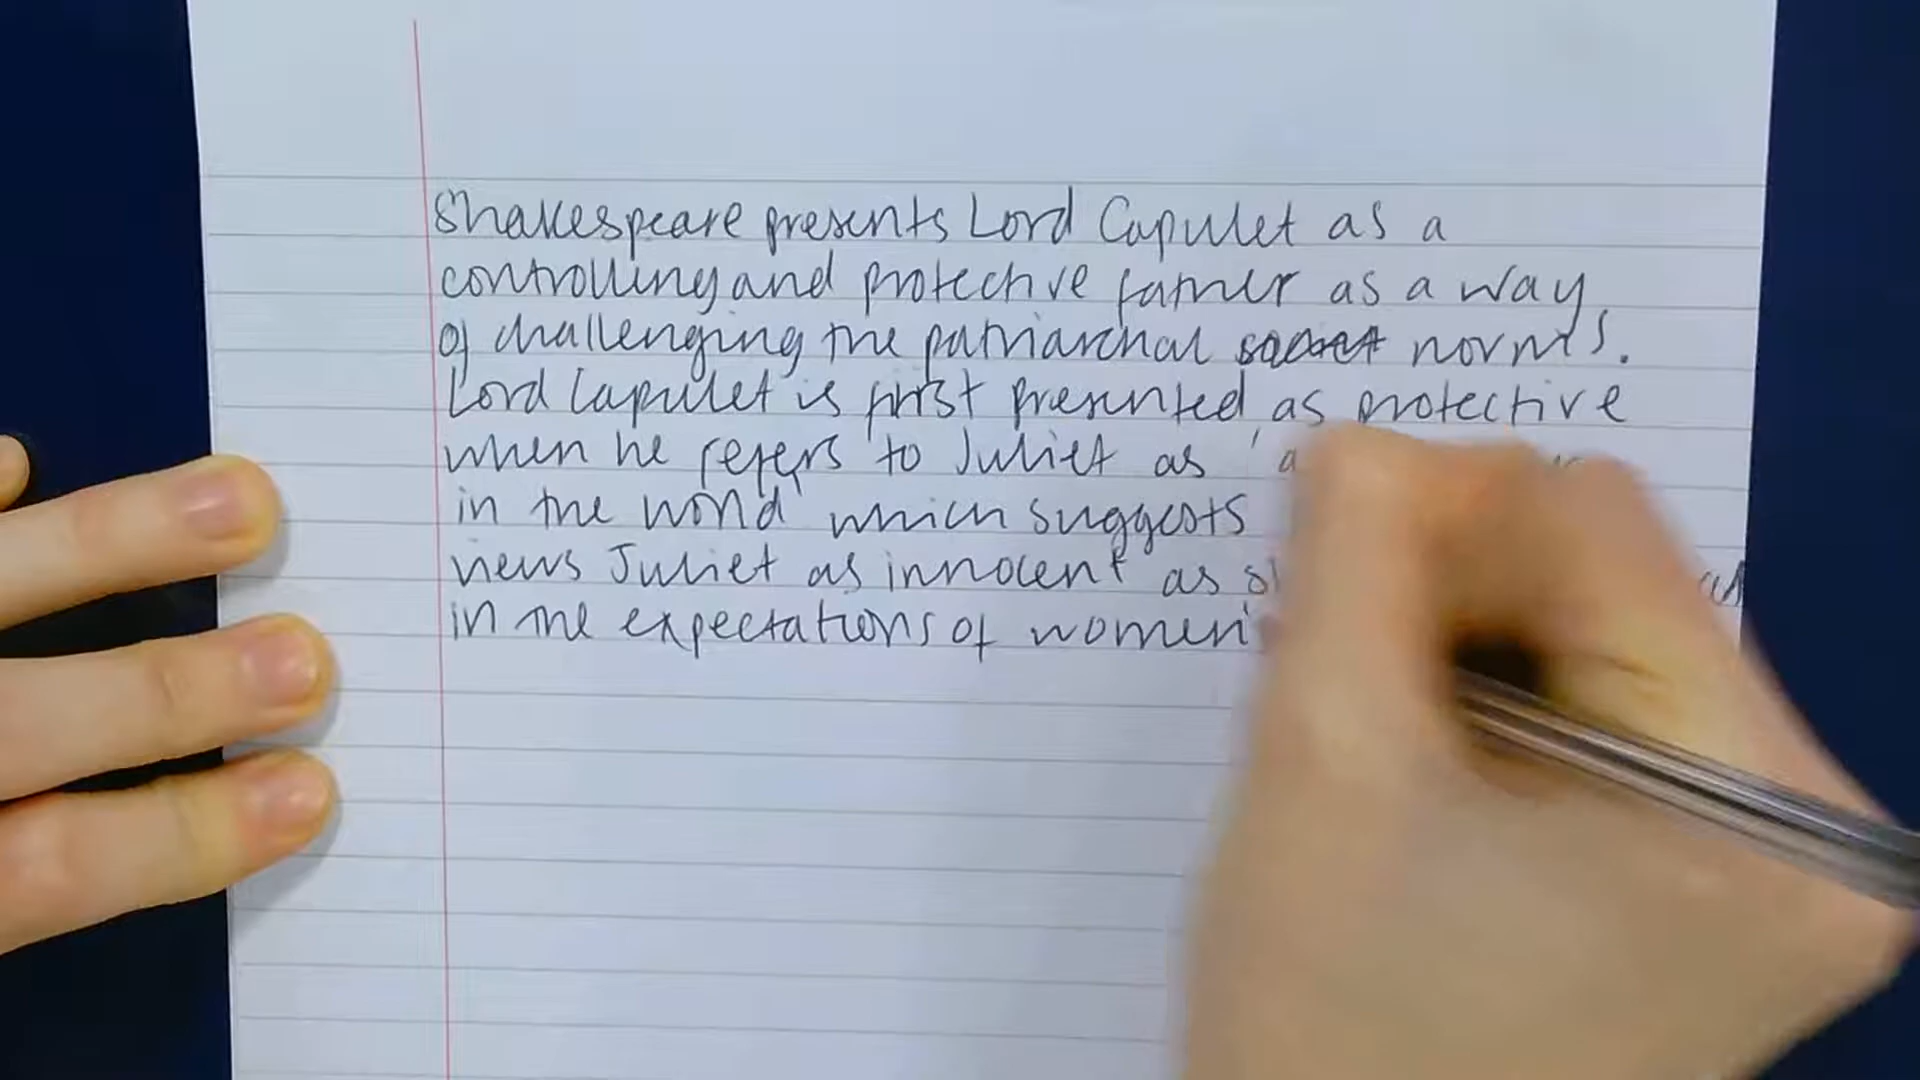 Shakespeare presents Lord Capulet as a
controlling and protective father as a way
of challenging the patriarchal norms.
Lord Capulet is first presented as protective
when he refers to Juliet as
in the world' which suggests
views Juliet as innocent as
in the expectations of women's